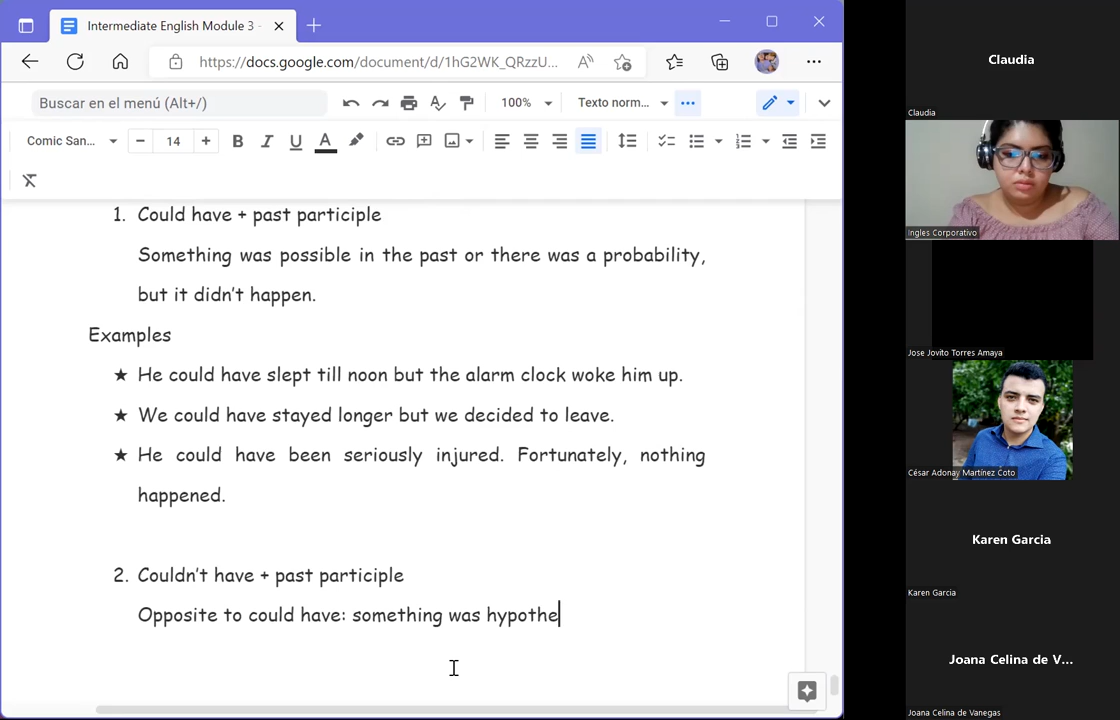 Intermediate English Module 3 -
https://docs.google.com/document/d/1hG2WK_QRzzU...
Buscar en el menú (Alt+/)
100%
Texto norm...
Comic San...
14
1. Could have + past participle
Something was possible in the past or there was a probability,
but it didn't happen.
Examples
★ He could have slept till noon but the alarm clock woke him up.
★ We could have stayed longer but we decided to leave.
★ He could have been seriously injured. Fortunately, nothing
happened.
2. Couldn't have + past participle
Opposite to could have: something was hypothe
Claudia
Claudia
Ingles Corporativo
Jose Jovito Torres Amaya
César Adonay Martínez Coto
Karen Garcia
Karen Garcia
Joana Celina de V...
Joana Celina de Vanegas